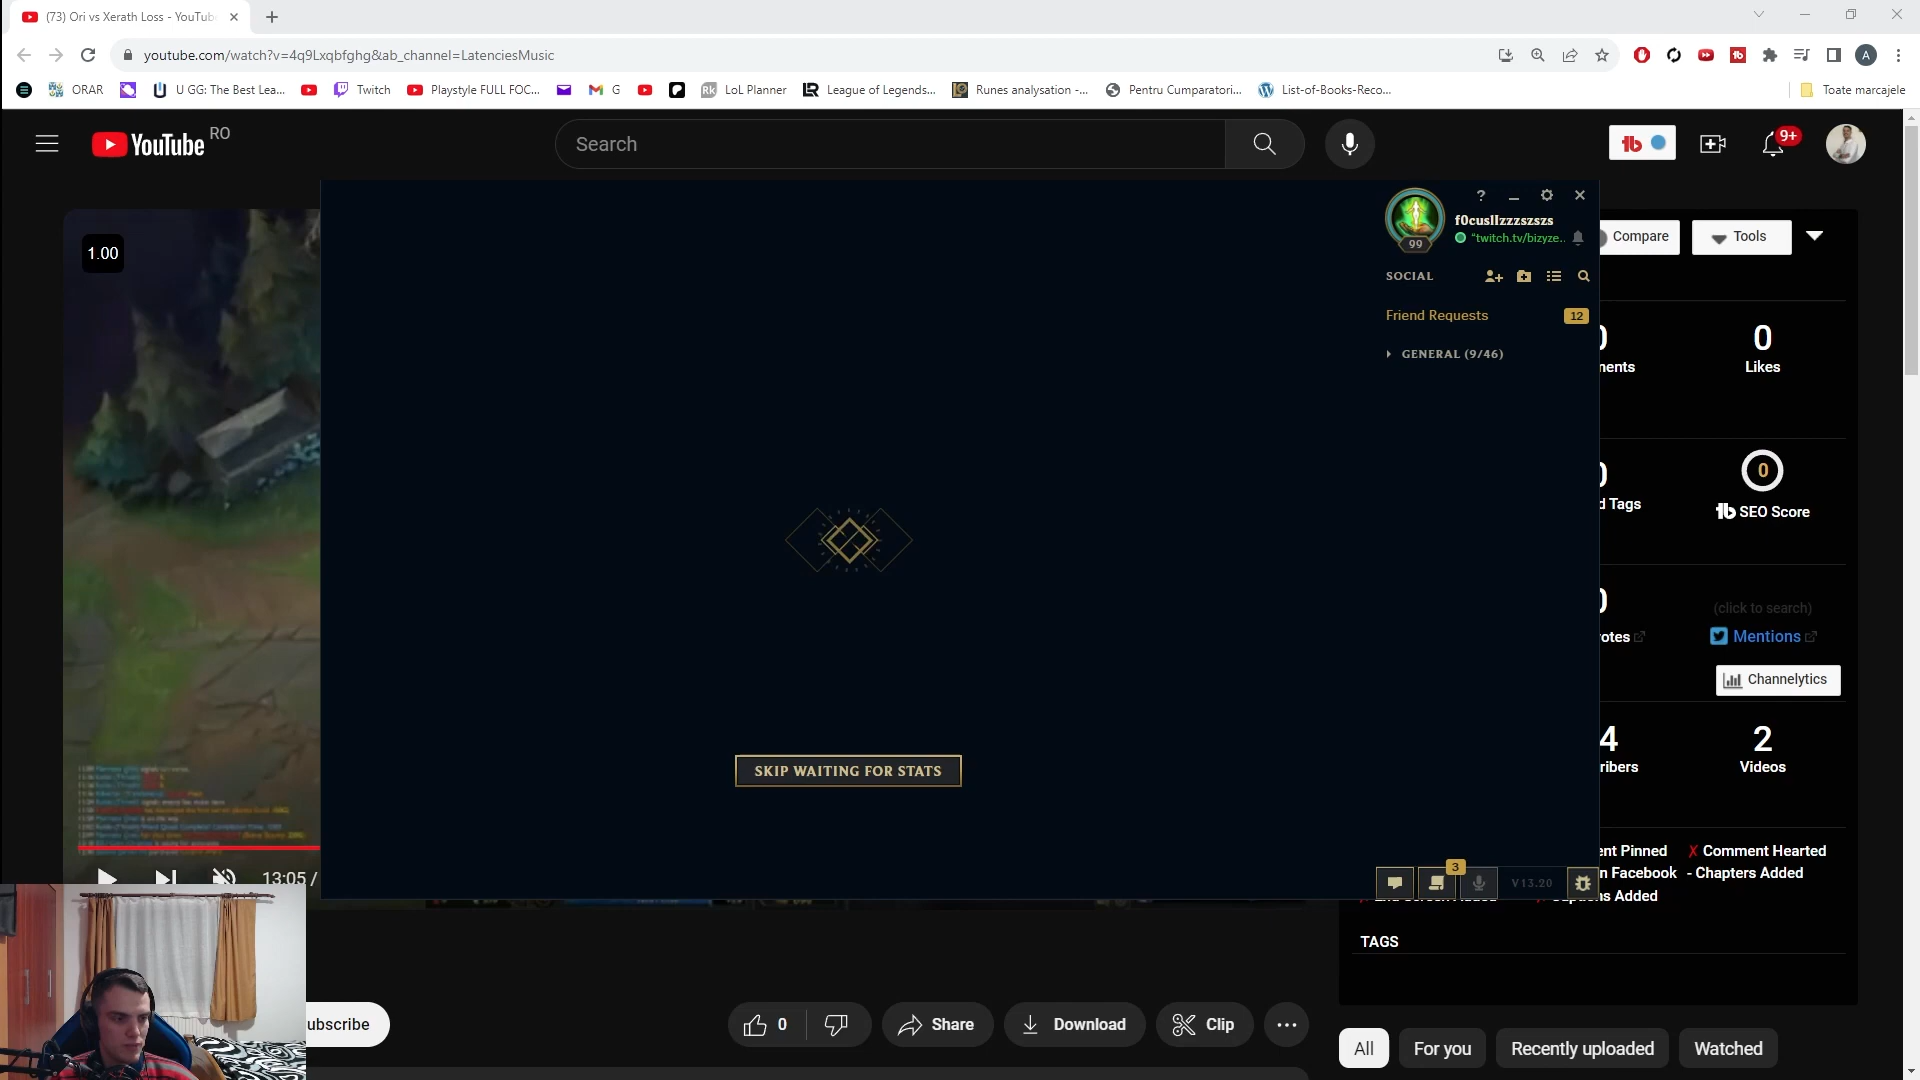 (73) Ori vs Xerath Loss - YouTub
youtube.com/watch?v=4q9Lxqbfghg&ab_channel=LatenciesMusic
A
ORAR
U GG: The Best Lea...
Twitch
Playstyle FULL FOC...
G
LoL Planner
League of Legends...
Runes analysation -...
Pentru Cumparatori...
List-of-Books-Reco...
Toate marcajele
YouTube RO
Search
9+
1.00
?
f0cusllzzzszszs
99
"twitch.tv/bizyze..
Compare
Tools
SOCIAL
Friend Requests
12
GENERAL (9/46)
0
Likes
0
SEO Score
(click to search)
Mentions
Channelytics
4
2
Videos
SKIP WAITING FOR STATS
3
V13.20
13:05 /
Pinned
X Comment Hearted
n Facebook
- Chapters Added
Added
TAGS
ubscribe
0
Share
Download
Clip
All
For you
Recently uploaded
Watched